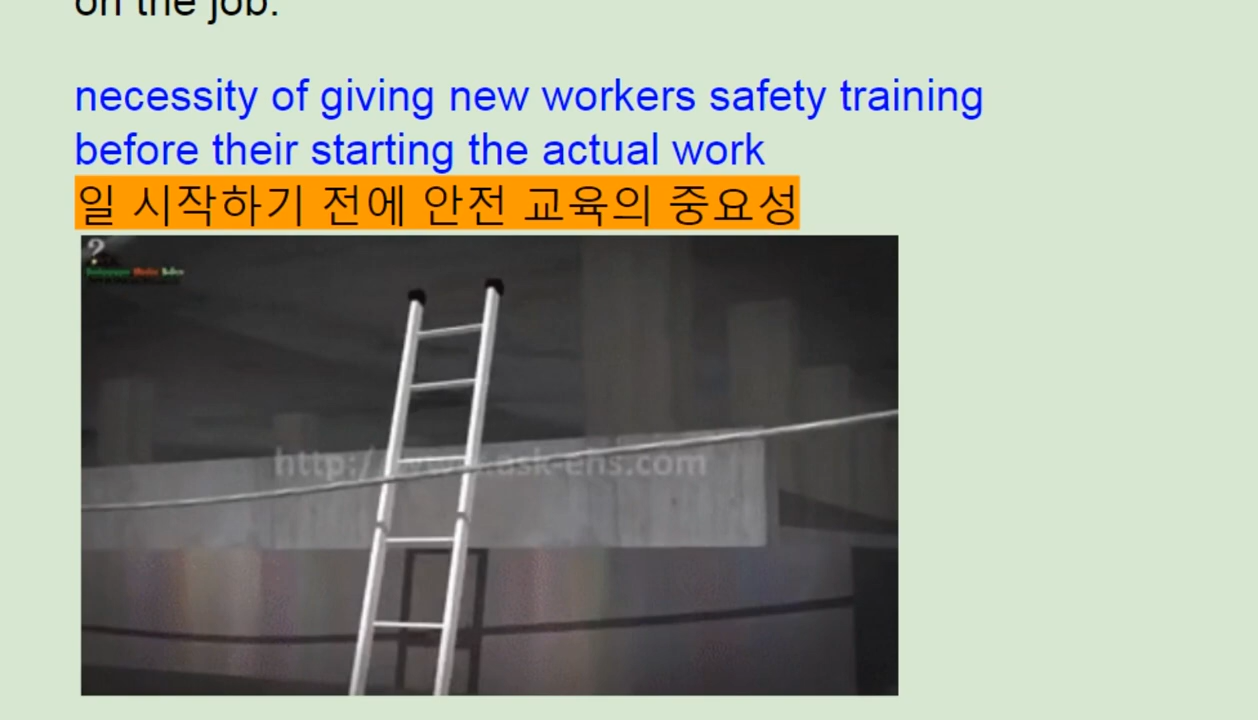 on the job.
necessity of giving new workers safety training
before their starting the actual work
일 시작하기 전에 안전 교육의 중요성
?